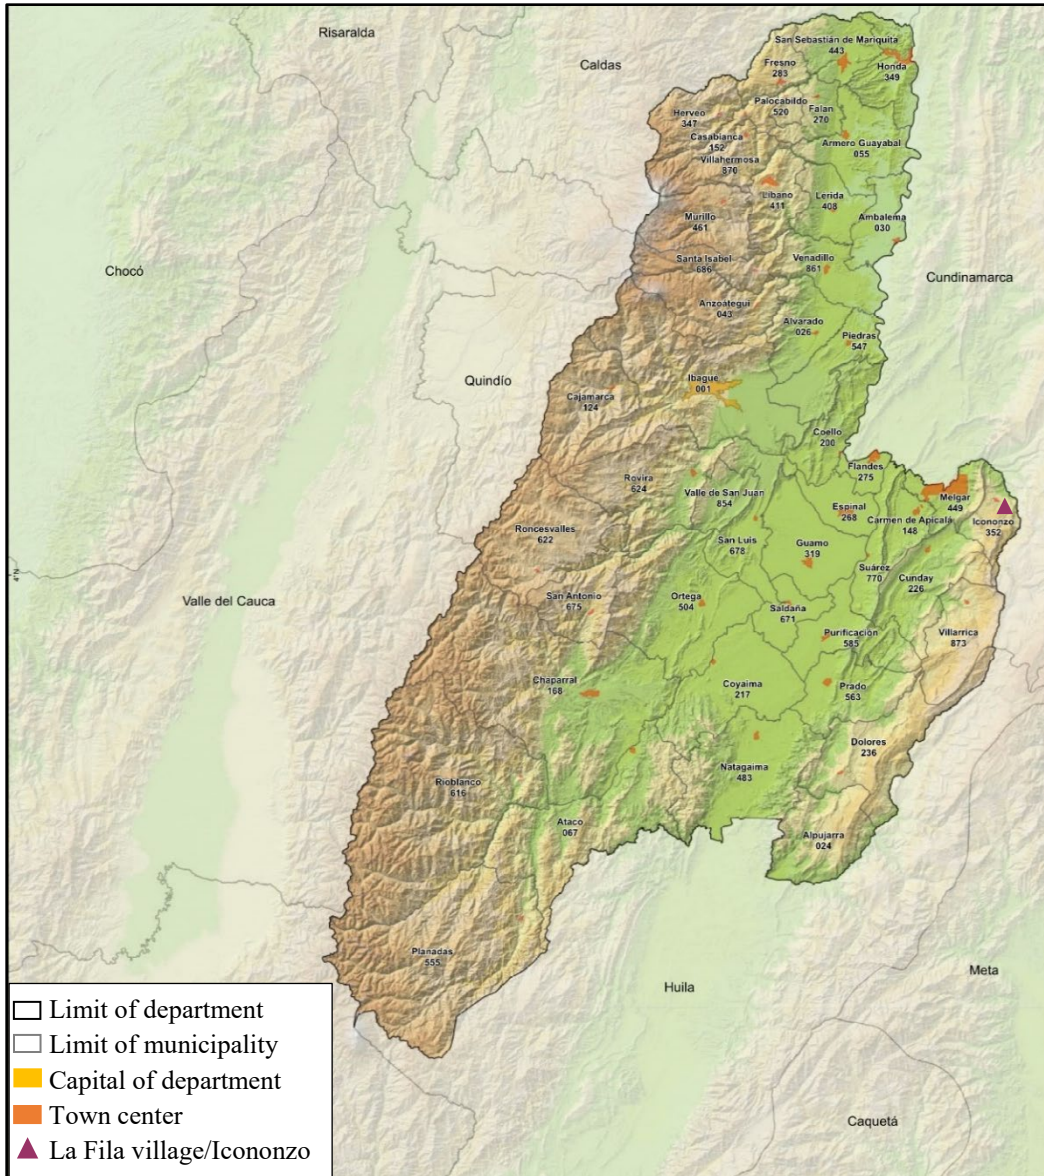 Risaralda
Caldas
Chocó
Quindío
Cundinamarca
Valle del Cauca
Huila
Meta
Caquetá
4°N
San Sebastián de Mariquita
443
Honda
349
Fresno
283
Palocabildo
520
Falan
270
Herveo
347
Casabianca
152
Armero Guayabal
055
Villahermosa
870
Líbano
411
Lerida
408
Ambalema
030
Murillo
461
Santa Isabel
686
Venadillo
861
Anzoátegui
043
Alvarado
026
Piedras
547
Ibague
001
Cajamarca
124
Coello
200
Flandes
275
Rovira
624
Valle de San Juan
854
Melgar
449
Espinal
268
Carmen de Apicalá
148
Icononzo
352
Roncesvalles
622
San Luis
678
Guamo
319
Suárez
770
Cunday
226
San Antonio
675
Ortega
504
Saldaña
671
Purificación
585
Villarrica
873
Chaparral
168
Coyaima
217
Prado
563
Dolores
236
Natagaima
483
Rioblanco
616
Ataco
067
Alpujarra
024
Planadas
555
Limit of department
Limit of municipality
Capital of department
Town center
La Fila village/Icononzo